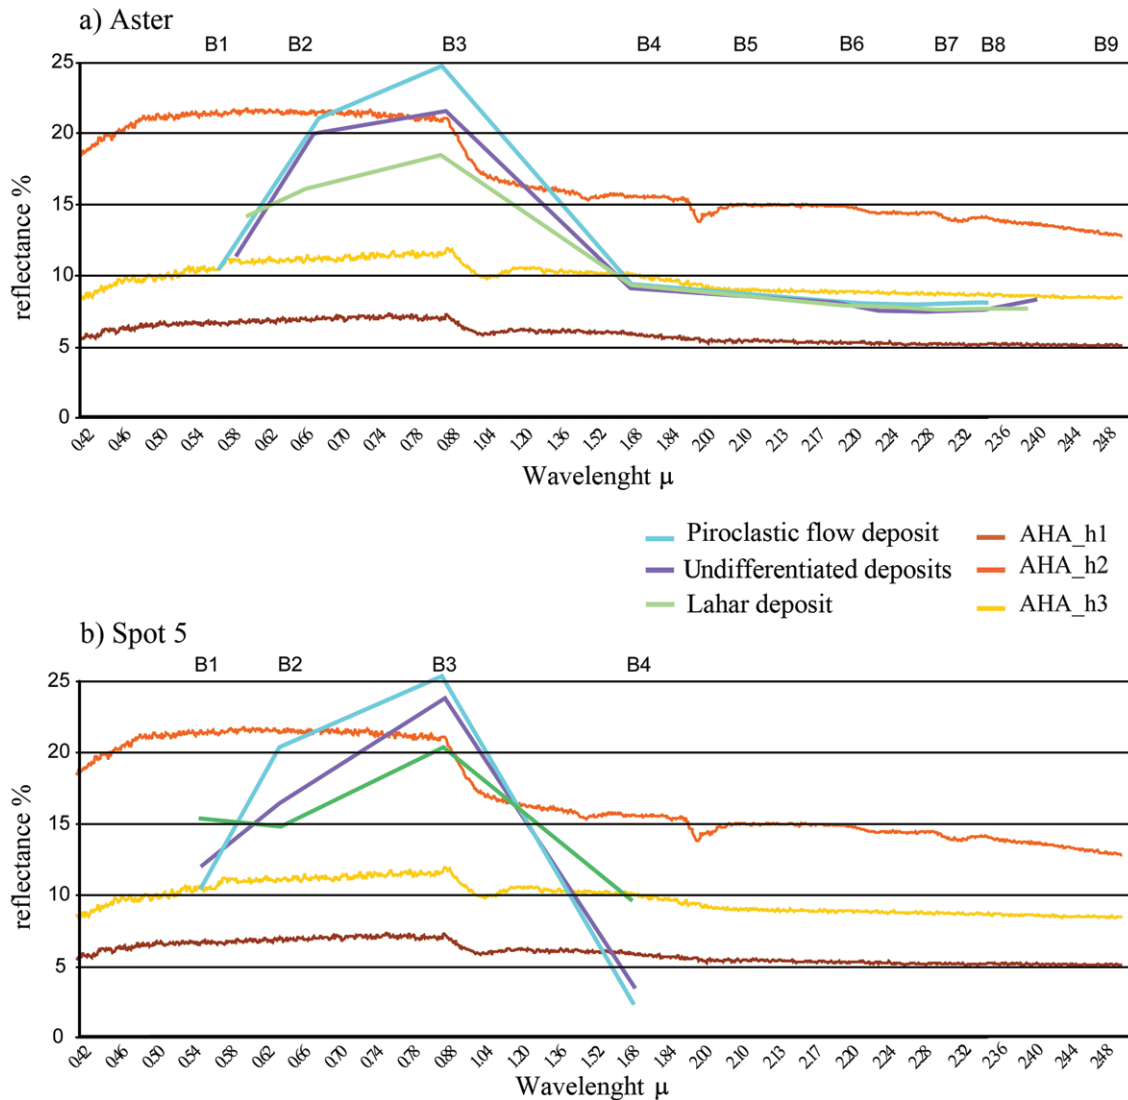 a) Aster
B1 B2 B3 B4 B5 B6 B7 B8 B9
25
20
15
10
5
0
reflectance %
0.42 0.46 0.50 0.54 0.58 0.62 0.66 0.70 0.74 0.78 0.88 1.04 1.20 1.36 1.52 1.68 1.84 2.00 2.10 2.13 2.17 2.20 2.24 2.28 2.32 2.36 2.40 2.44 2.48
Wavelenght μ
Piroclastic flow deposit
Undifferentiated deposits
Lahar deposit
AHA_h1
AHA_h2
AHA_h3
b) Spot 5
B1 B2 B3 B4
25
20
15
10
5
0
reflectance %
0.42 0.46 0.50 0.54 0.58 0.62 0.66 0.70 0.74 0.78 0.88 1.04 1.20 1.36 1.52 1.68 1.84 2.00 2.10 2.13 2.17 2.20 2.24 2.28 2.32 2.36 2.40 2.44 2.48
Wavelenght μ